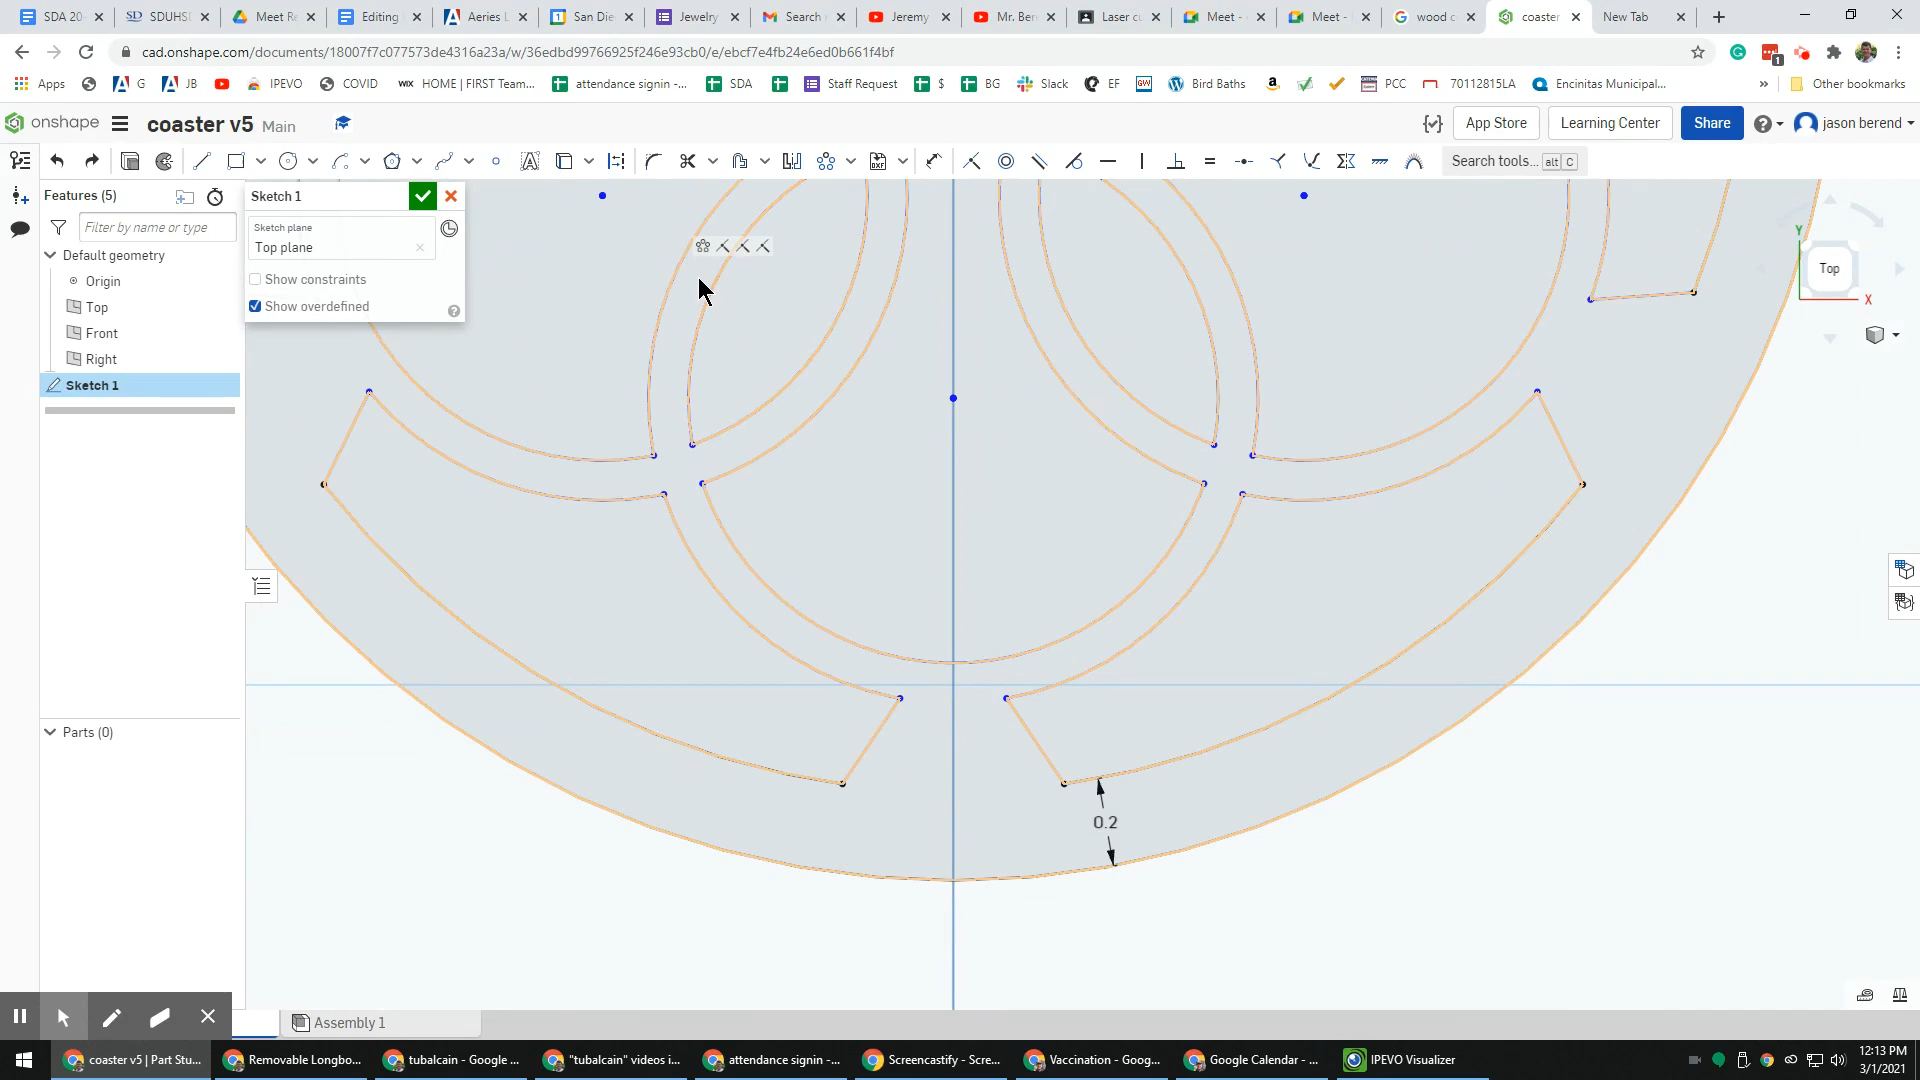 SDA 20
SDUHS
Meet Re
Editing
Aeries L
San Die
Jewelry
Search r
Jeremy
Mr. Ber
Laser cu
Meet -
Meet -
wood c
coaster
New Tab
cad.onshape.com/documents/18007f7c077573de4316a23a/w/36edbd99766925f246e93cb0/e/ebcf7e4fb24e6ed0b661f4bf
1
Apps
G
JB
IPEVO
COVID
WIX HOME | FIRST Team...
attendance signin -...
SDA
Staff Request
$
BG
Slack
EF
GW
Bird Baths
PCC
70112815LA
Encinitas Municipal...
»
Other bookmarks
onshape
coaster v5 Main
App Store
Learning Center
Share
jason berend
Search tools... alt C
Features (5)
Filter by name or type
Default geometry
Origin
Top
Front
Right
Sketch 1
Sketch 1
Sketch plane
Top plane
Show constraints
Show overdefined
Y
Top
X
0.2
Parts (0)
Assembly 1
coaster v5 | Part Stu...
Removable Longbo...
tubalcain - Google ...
"tubalcain" videos i...
attendance signin -...
Screencastify - Scre...
Vaccination - Goog...
Google Calendar - ...
IPEVO Visualizer
12:13 PM
3/1/2021